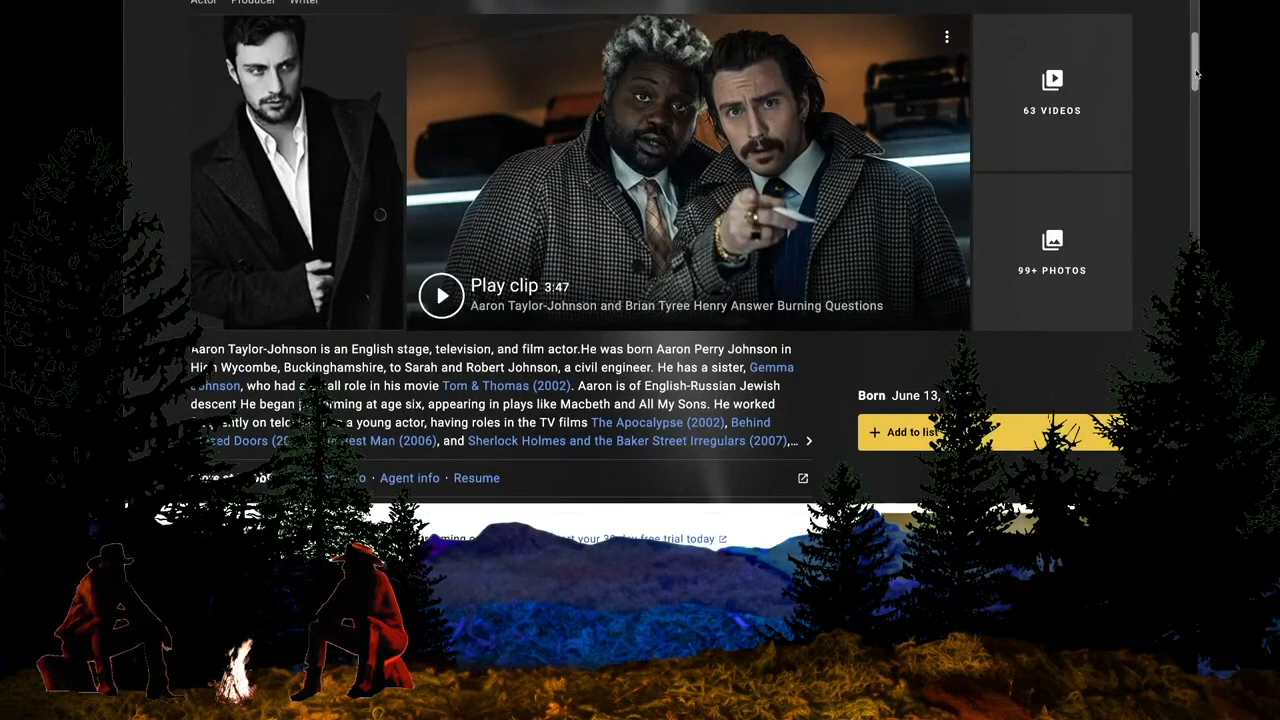 Actor Producer Writer
63 VIDEOS
99+ PHOTOS
Play clip 3:47
Aaron Taylor-Johnson and Brian Tyree Henry Answer Burning Questions
Aaron Taylor-Johnson is an English stage, television, and film actor.He was born Aaron Perry Johnson in
High Wycombe, Buckinghamshire, to Sarah and Robert Johnson, a civil engineer. He has a sister, Gemma
Johnson, who had a small role in his movie Tom & Thomas (2002). Aaron is of English-Russian Jewish
descent He began performing at age six, appearing in plays like Macbeth and All My Sons. He worked
on a young actor, having roles in the TV films The Apocalypse (2002), Behind
Doors (20 Man (2006), and Sherlock Holmes and the Baker Street Irregulars (2007),...
Born June 13,
+ Add to list
· Agent info · Resume
your 30-day free trial today